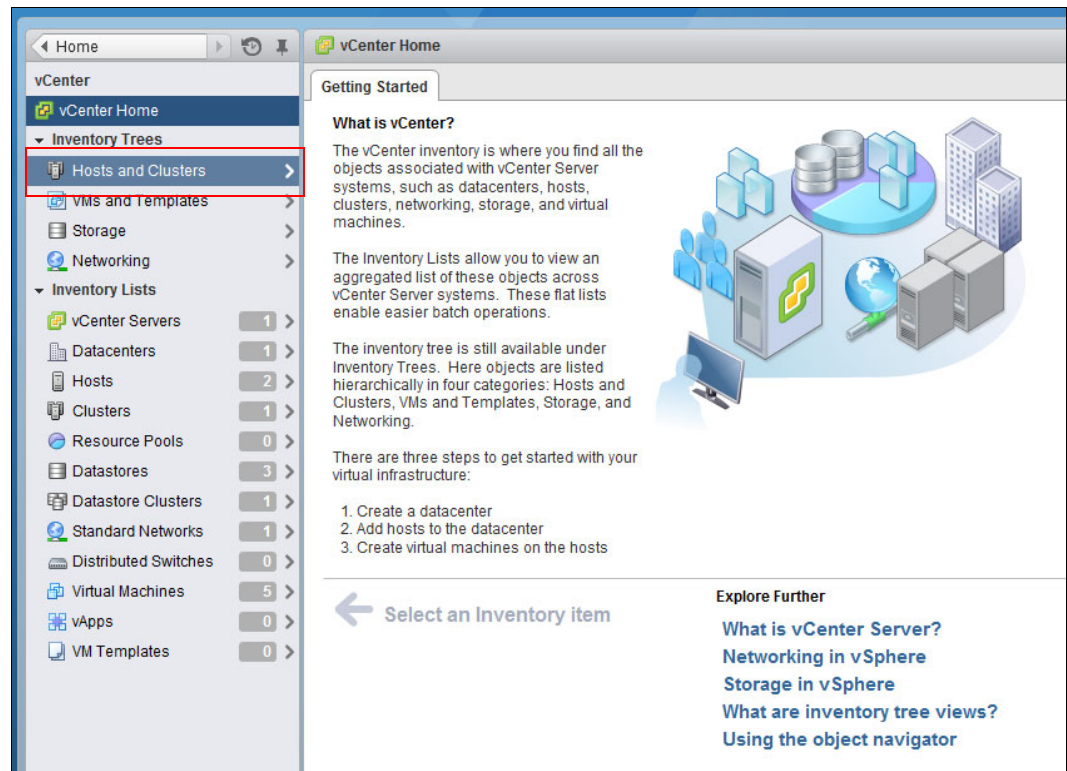 Home
vCenter
vCenter Home
Inventory Trees
Hosts and Clusters
VMs and Templates
Storage
Networking
Inventory Lists
vCenter Servers 1
Datacenters 1
Hosts 2
Clusters 1
Resource Pools 0
Datastores 3
Datastore Clusters 1
Standard Networks 1
Distributed Switches 0
Virtual Machines 5
vApps 0
VM Templates 0
vCenter Home
Getting Started
What is vCenter?
The vCenter inventory is where you find all the
objects associated with vCenter Server
systems, such as datacenters, hosts,
clusters, networking, storage, and virtual
machines.
The Inventory Lists allow you to view an
aggregated list of these objects across
vCenter Server systems. These flat lists
enable easier batch operations.
The inventory tree is still available under
Inventory Trees. Here objects are listed
hierarchically in four categories: Hosts and
Clusters, VMs and Templates, Storage, and
Networking.
There are three steps to get started with your
virtual infrastructure:
1. Create a datacenter
2. Add hosts to the datacenter
3. Create virtual machines on the hosts
Select an Inventory item
Explore Further
What is vCenter Server?
Networking in vSphere
Storage in vSphere
What are inventory tree views?
Using the object navigator